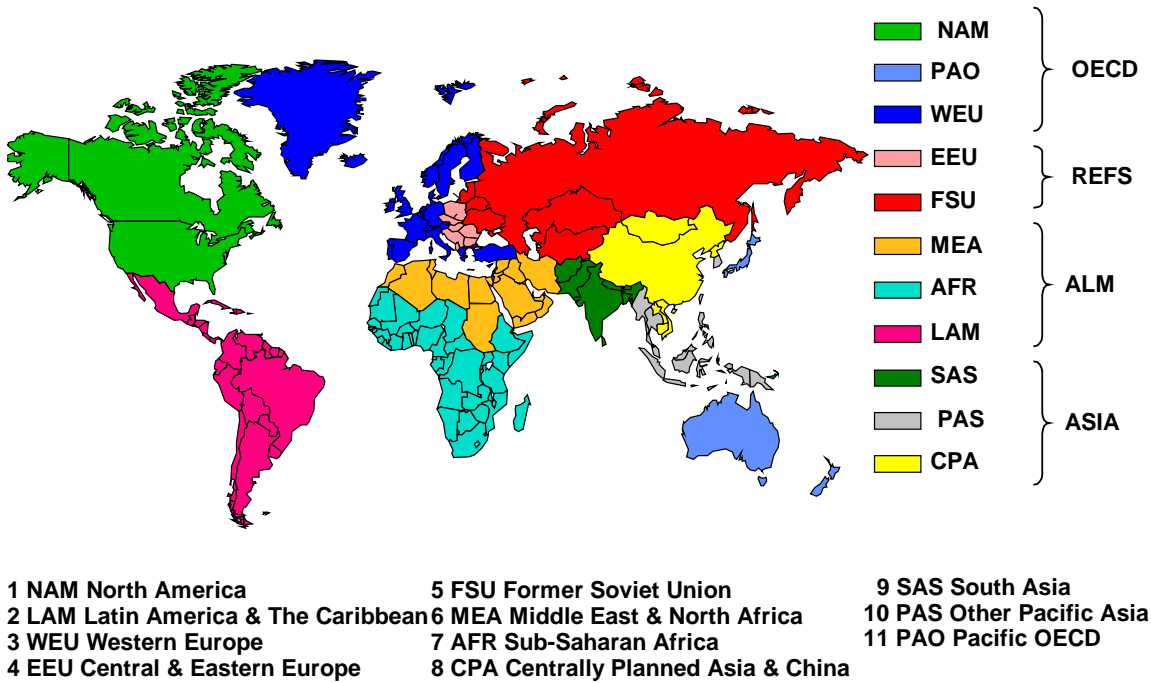 NAM
PAO
WEU
OECD
EEU
FSU
REFS
MEA
AFR
LAM
ALM
SAS
PAS
CPA
ASIA
1 NAM North America
2 LAM Latin America & The Caribbean
3 WEU Western Europe
4 EEU Central & Eastern Europe
5 FSU Former Soviet Union
6 MEA Middle East & North Africa
7 AFR Sub-Saharan Africa
8 CPA Centrally Planned Asia & China
9 SAS South Asia
10 PAS Other Pacific Asia
11 PAO Pacific OECD